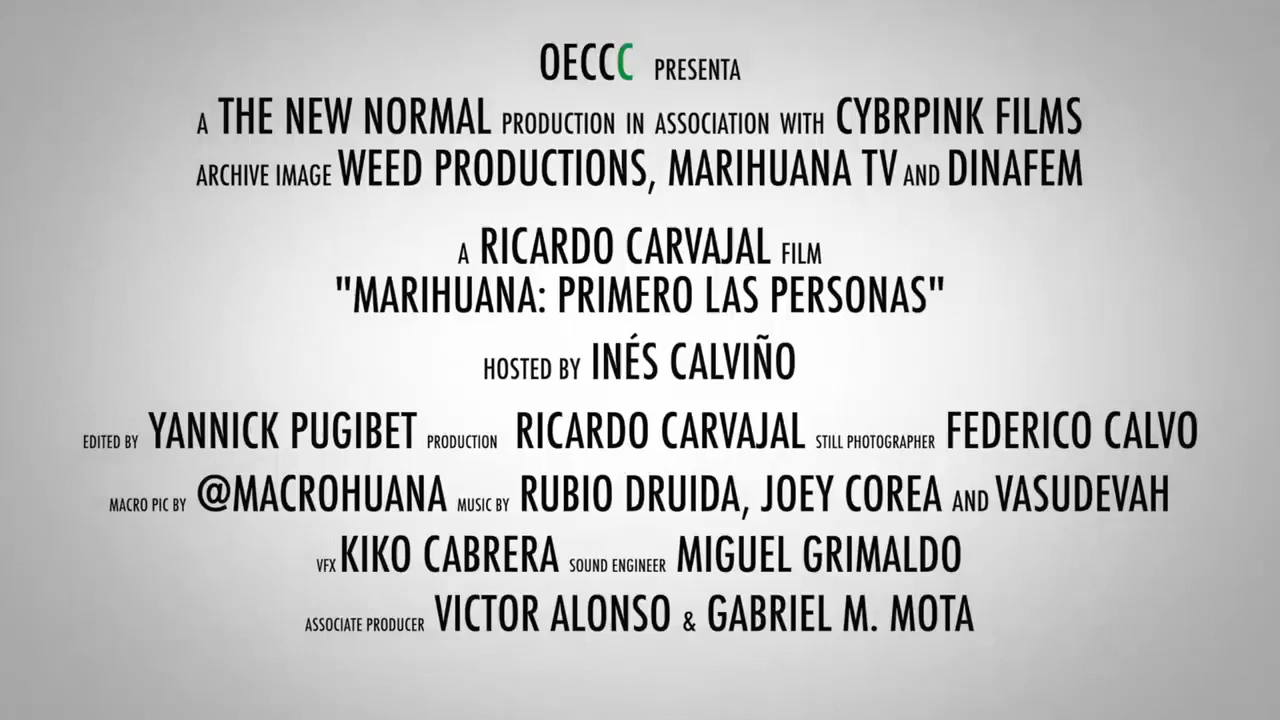 OECCC PRESENTA
A THE NEW NORMAL PRODUCTION IN ASSOCIATION WITH CYBRPINK FILMS
ARCHIVE IMAGE WEED PRODUCTIONS, MARIHUANA TV AND DINAFEM
A RICARDO CARVAJAL FILM
"MARIHUANA: PRIMERO LAS PERSONAS"
HOSTED BY INÉS CALVIÑO
EDITED BY YANNICK PUGIBET PRODUCTION RICARDO CARVAJAL STILL PHOTOGRAPHER FEDERICO CALVO
MACRO PIC BY @MACROHUANA MUSIC BY RUBIO DRUIDA, JOEY COREA AND VASUDEVAH
VFX KIKO CABRERA SOUND ENGINEER MIGUEL GRIMALDO
ASSOCIATE PRODUCER VICTOR ALONSO & GABRIEL M. MOTA